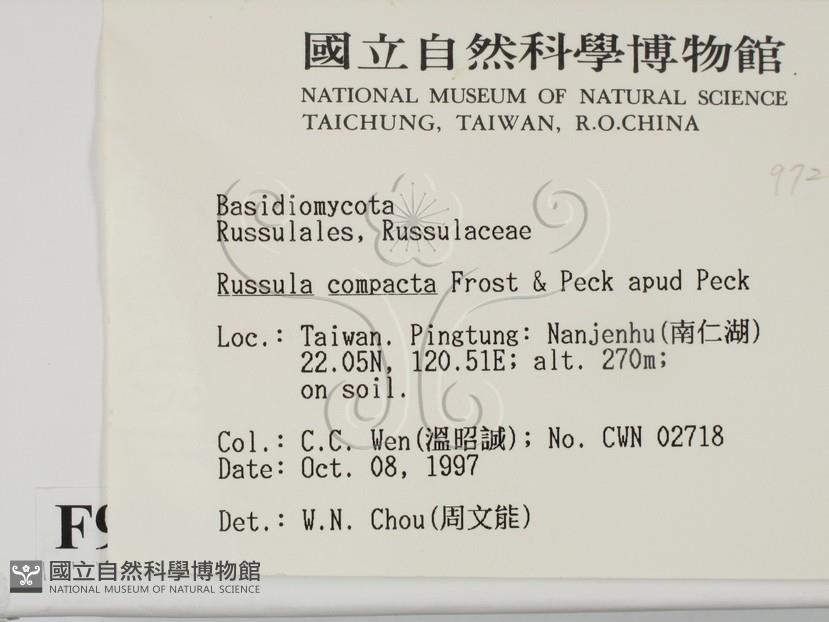 國立自然科學博物館
NATIONAL MUSEUM OF NATURAL SCIENCE
TAICHUNG, TAIWAN, R.O.CHINA
972
Basidiomycota
Russulales, Russulaceae
Russula compacta Frost & Peck apud Peck
Loc.: Taiwan. Pingtung: Nanjenhu(南仁湖)
22.05N, 120.51E; alt. 270m;
on soil.
Col.: C.C. Wen(溫昭誠); No. CWN 02718
Date: Oct. 08, 1997
Det.: W.N. Chou(周文能)
F9
國立自然科學博物館
NATIONAL MUSEUM OF NATURAL SCIENCE